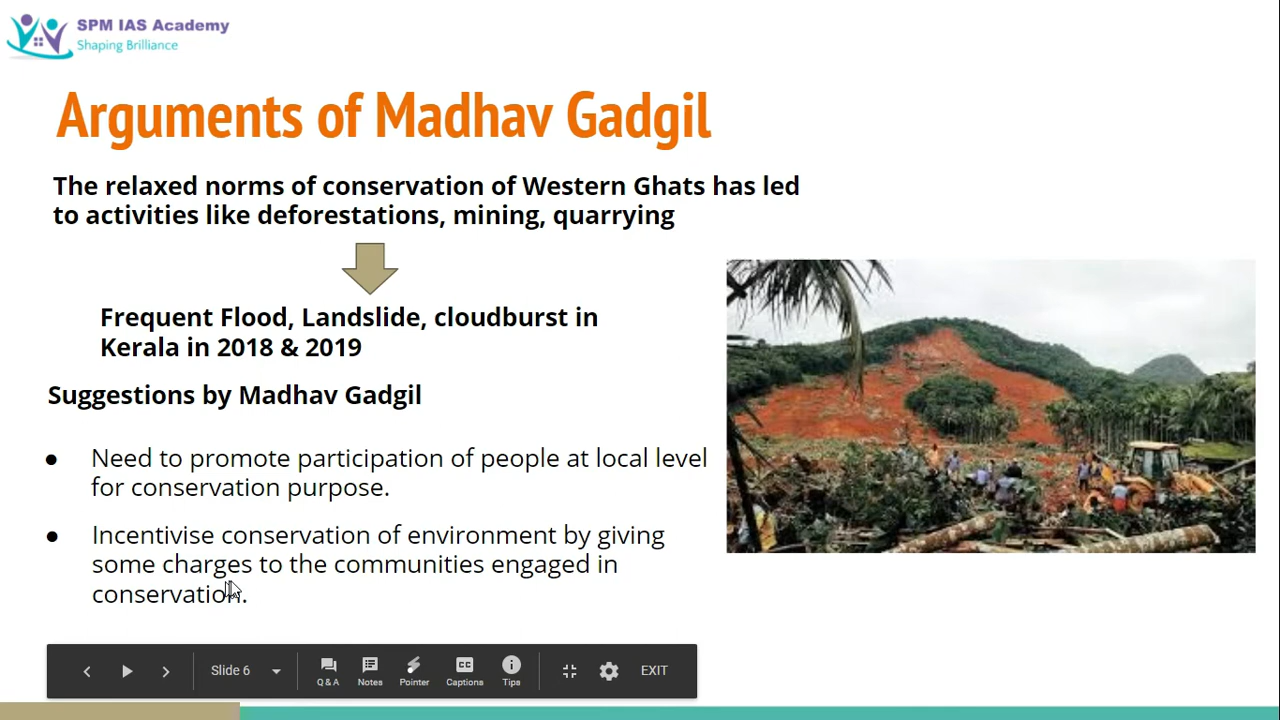 SPM IAS Academy
Shaping Brilliance
Arguments of Madhav Gadgil
The relaxed norms of conservation of Western Ghats has led
to activities like deforestations, mining, quarrying
Frequent Flood, Landslide, cloudburst in
Kerala in 2018 & 2019
Suggestions by Madhav Gadgil
● Need to promote participation of people at local level
for conservation purpose.
● Incentivise conservation of environment by giving
some charges to the communities engaged in
conservation.
Slide 6
Q & A
Notes
Pointer
CC
Captions
Tips
EXIT